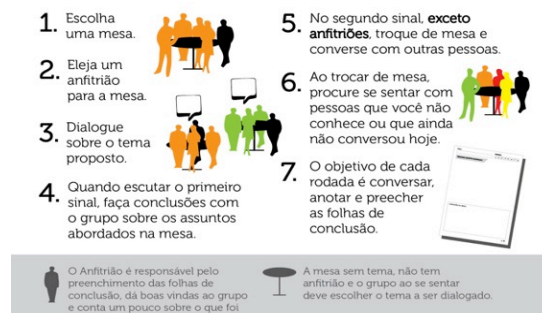 1. Escolha
uma mesa.
2. Eleja um
anfitrião
para a mesa.
3. Dialogue
sobre o tema
proposto.
4. Quando escutar o primeiro
sinal, faça conclusões com
o grupo sobre os assuntos
abordados na mesa.
5. No segundo sinal, exceto
anfitriões, troque de mesa e
converse com outras pessoas.
6. Ao trocar de mesa,
procure se sentar com
pessoas que você não
conhece ou que ainda
não conversou hoje.
7. O objetivo de cada
rodada é conversar,
anotar e preecher
as folhas de
conclusão.
O Anfitrião é responsável pelo
preenchimento das folhas de
conclusão, dá boas vindas ao grupo
e conta um pouco sobre o que foi
A mesa sem tema, não tem
anfitrião e o grupo ao se sentar
deve escolher o tema a ser dialogado.